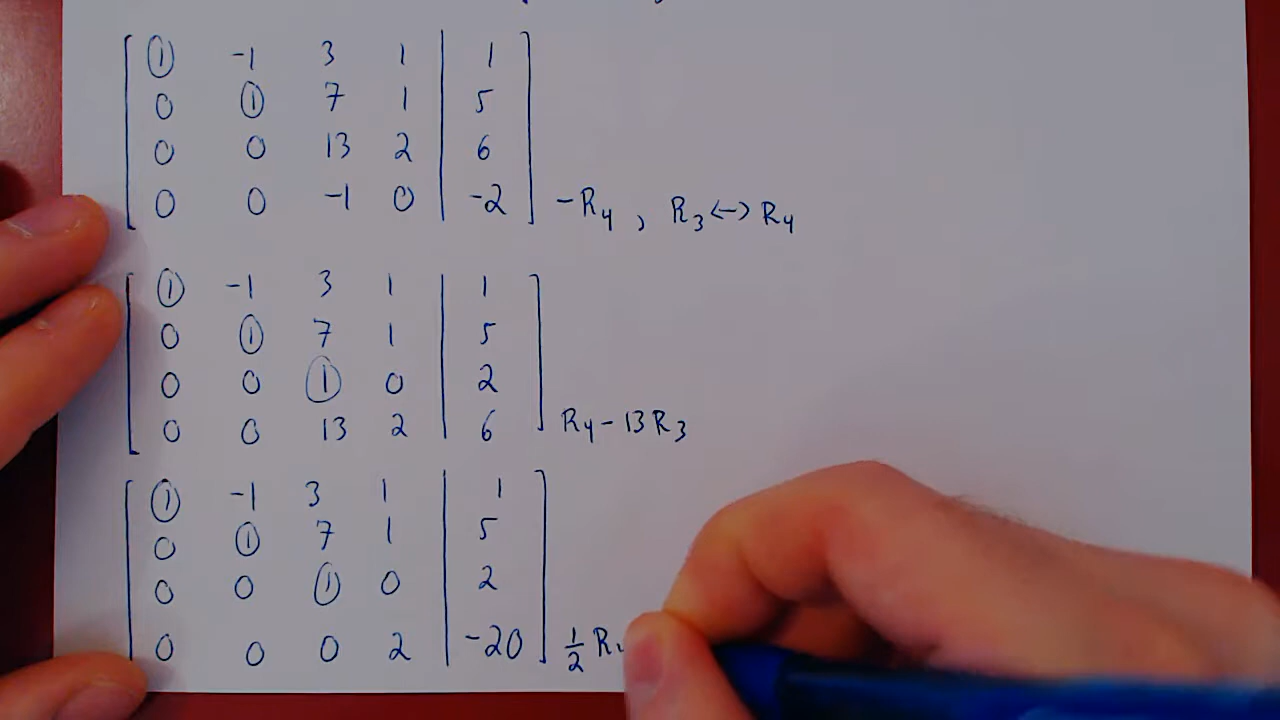 1 -1 3 1 | 1
0 1 7 1 | 5
0 0 13 2 | 6
0 0 -1 0 | -2 -R4 , R3 <-> R4
1 -1 3 1 | 1
0 1 7 1 | 5
0 0 1 0 | 2
0 0 13 2 | 6 R4 - 13R3
1 -1 3 1 | 1
0 1 7 1 | 5
0 0 1 0 | 2
0 0 0 2 | -20 1/2 R